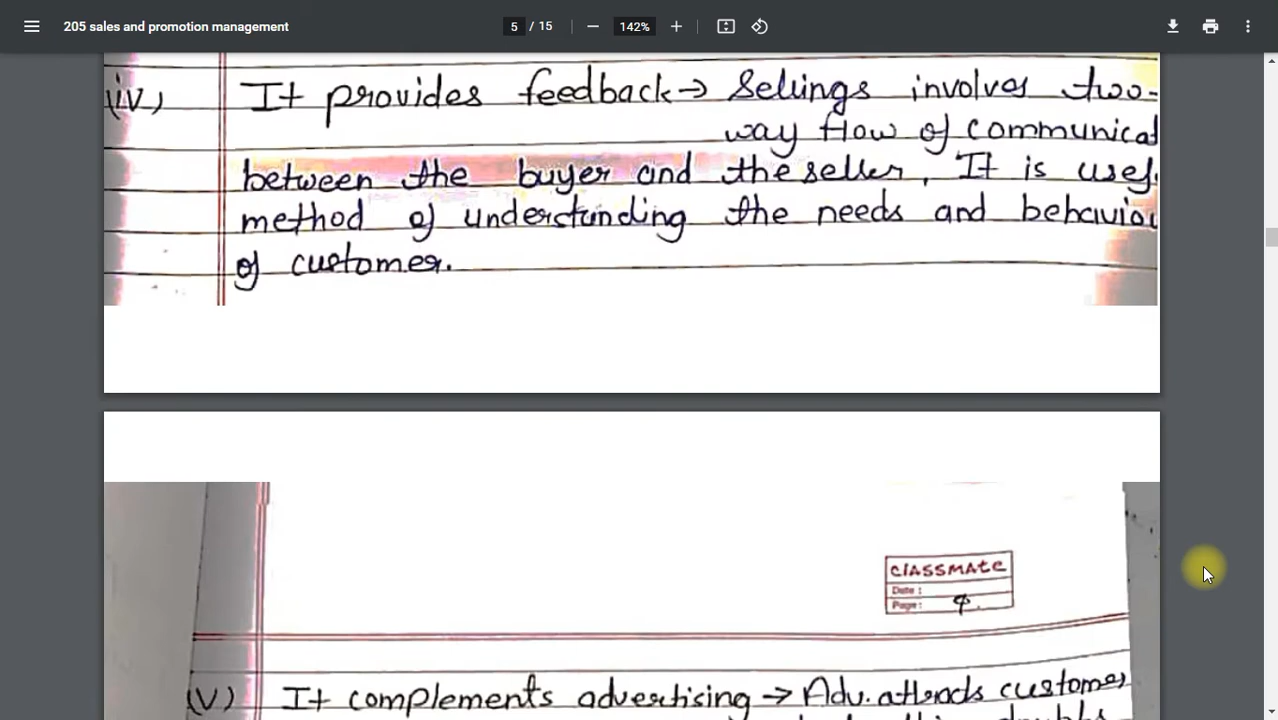 205 sales and promotion management
5 / 15
142%
(iv) It provides feedback → Sellings involves two-
way flow of communicat
between the buyer and the seller. It is usef
method of understanding the needs and behaviou
of customer.
CLASSMATE
Date :
Page :
(v) It complements advertising → Adv. attracts customer